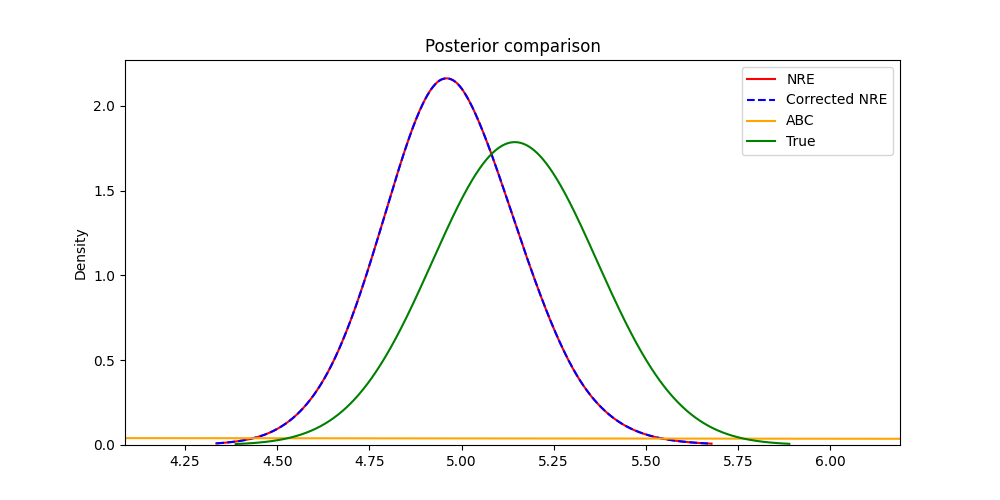 Posterior comparison
NRE
Corrected NRE
ABC
True
Density
2.0
1.5
1.0
0.5
0.0
4.25 4.50 4.75 5.00 5.25 5.50 5.75 6.00